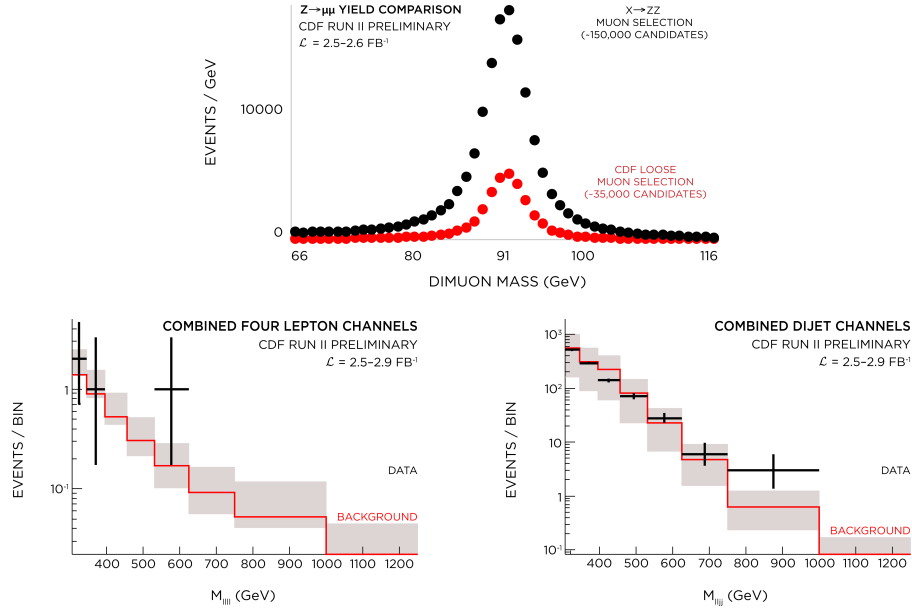 Z→μμ YIELD COMPARISON
CDF RUN II PRELIMINARY
ℒ = 2.5–2.6 FB⁻¹
X→ZZ
MUON SELECTION
(~150,000 CANDIDATES)
EVENTS / GeV
10000
0
CDF LOOSE
MUON SELECTION
(~35,000 CANDIDATES)
66 80 91 100 116
DIMUON MASS (GeV)
COMBINED FOUR LEPTON CHANNELS
CDF RUN II PRELIMINARY
ℒ = 2.5–2.9 FB⁻¹
EVENTS / BIN
1
10⁻¹
DATA
BACKGROUND
400 500 600 700 800 900 1000 1100 1200
M_llll (GeV)
COMBINED DIJET CHANNELS
CDF RUN II PRELIMINARY
ℒ = 2.5–2.9 FB⁻¹
EVENTS / BIN
10³
10²
10
1
10⁻¹
DATA
BACKGROUND
400 500 600 700 800 900 1000 1100 1200
M_lljj (GeV)